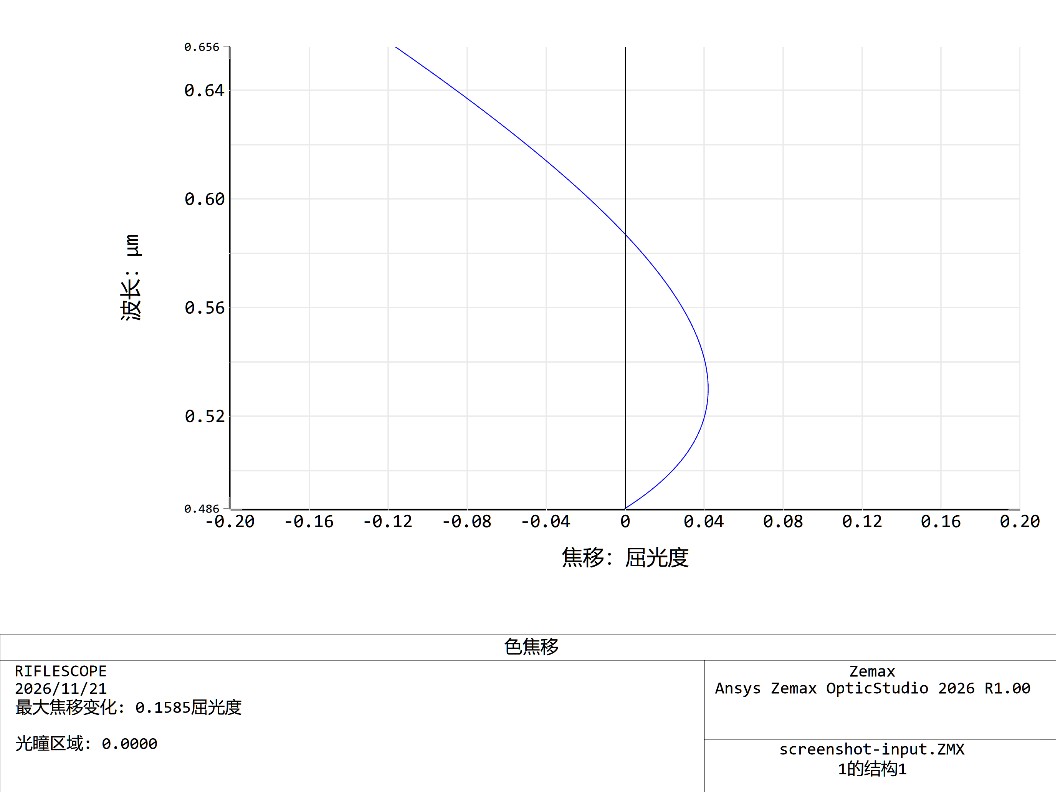 0.656
0.64
0.60
波长: μm
0.56
0.52
0.486
-0.20 -0.16 -0.12 -0.08 -0.04 0 0.04 0.08 0.12 0.16 0.20
焦移: 屈光度
色焦移
RIFLESCOPE
2026/11/21
最大焦移变化: 0.1585屈光度
光瞳区域: 0.0000
Zemax
Ansys Zemax OpticStudio 2026 R1.00
screenshot-input.ZMX
1的结构1